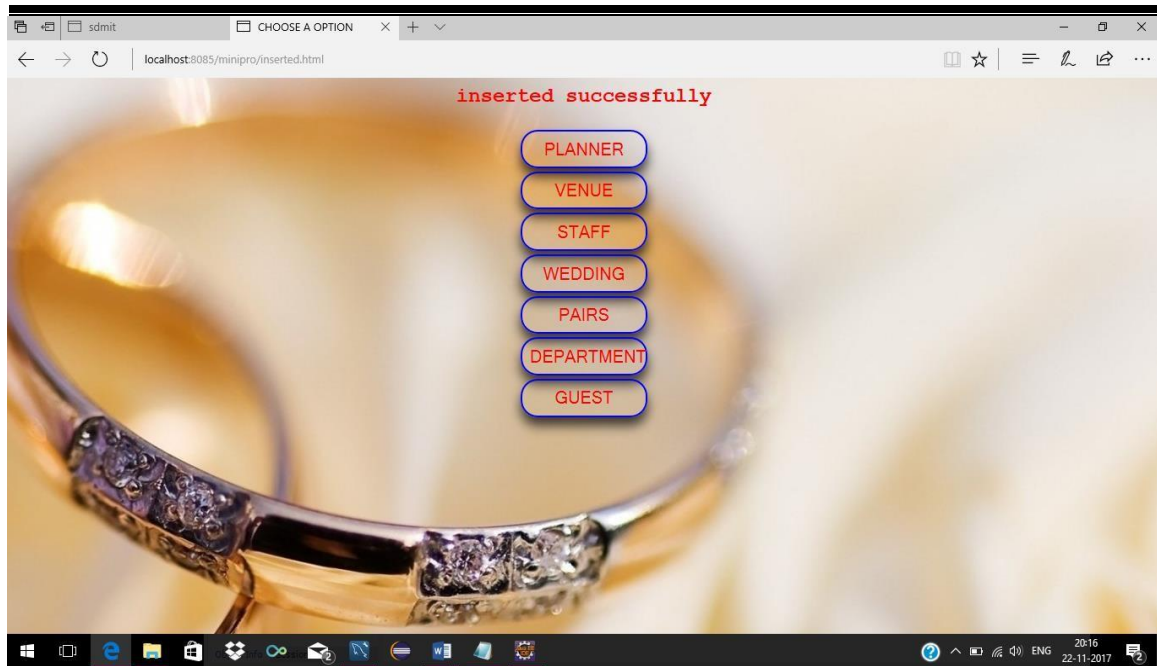 sdmit
CHOOSE A OPTION
localhost:8085/minipro/inserted.html
inserted successfully
PLANNER
VENUE
STAFF
WEDDING
PAIRS
DEPARTMENT
GUEST
ENG
20:16
22-11-2017